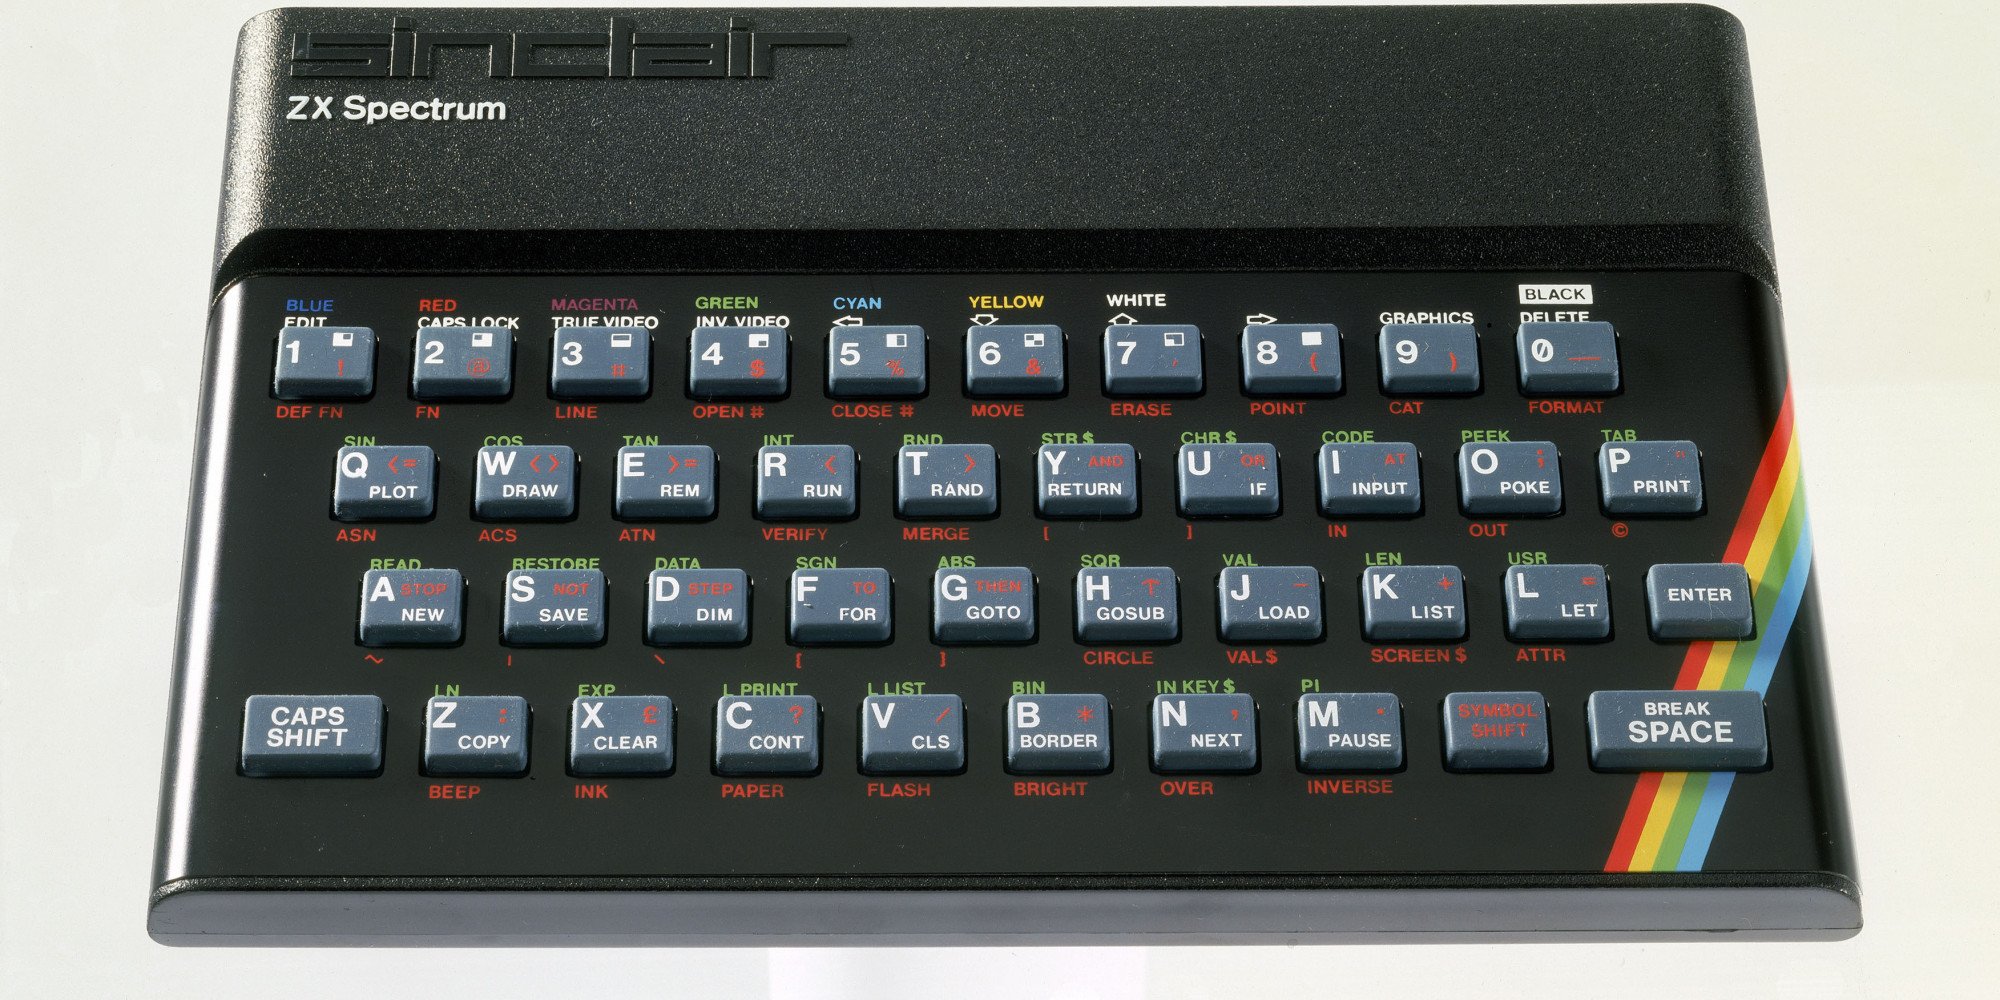 sinclair
ZX Spectrum
BLUE RED MAGENTA GREEN CYAN YELLOW WHITE BLACK
EDIT CAPS LOCK TRUE VIDEO INV. VIDEO GRAPHICS DELETE
1 ! 2 @ 3 # 4 $ 5 % 6 & 7 ' 8 ( 9 ) 0 _
DEF FN FN LINE OPEN # CLOSE # MOVE ERASE POINT CAT FORMAT
SIN COS TAN INT RND STR $ CHR $ CODE PEEK TAB
Q <= W <> E >= R < T > Y AND U OR I AT O ; P "
PLOT DRAW REM RUN RAND RETURN IF INPUT POKE PRINT
ASN ACS ATN VERIFY MERGE [ ] IN OUT ©
READ RESTORE DATA SGN ABS SQR VAL LEN USR
A STOP S NOT D STEP F TO G THEN H ↑ J − K + L =
NEW SAVE DIM FOR GOTO GOSUB LOAD LIST LET ENTER
~ | \ { } CIRCLE VAL $ SCREEN $ ATTR
LN EXP L PRINT L LIST BIN IN KEY $ PI
CAPS SHIFT Z : X £ C ? V / B * N , M . SYMBOL SHIFT BREAK SPACE
COPY CLEAR CONT CLS BORDER NEXT PAUSE
BEEP INK PAPER FLASH BRIGHT OVER INVERSE